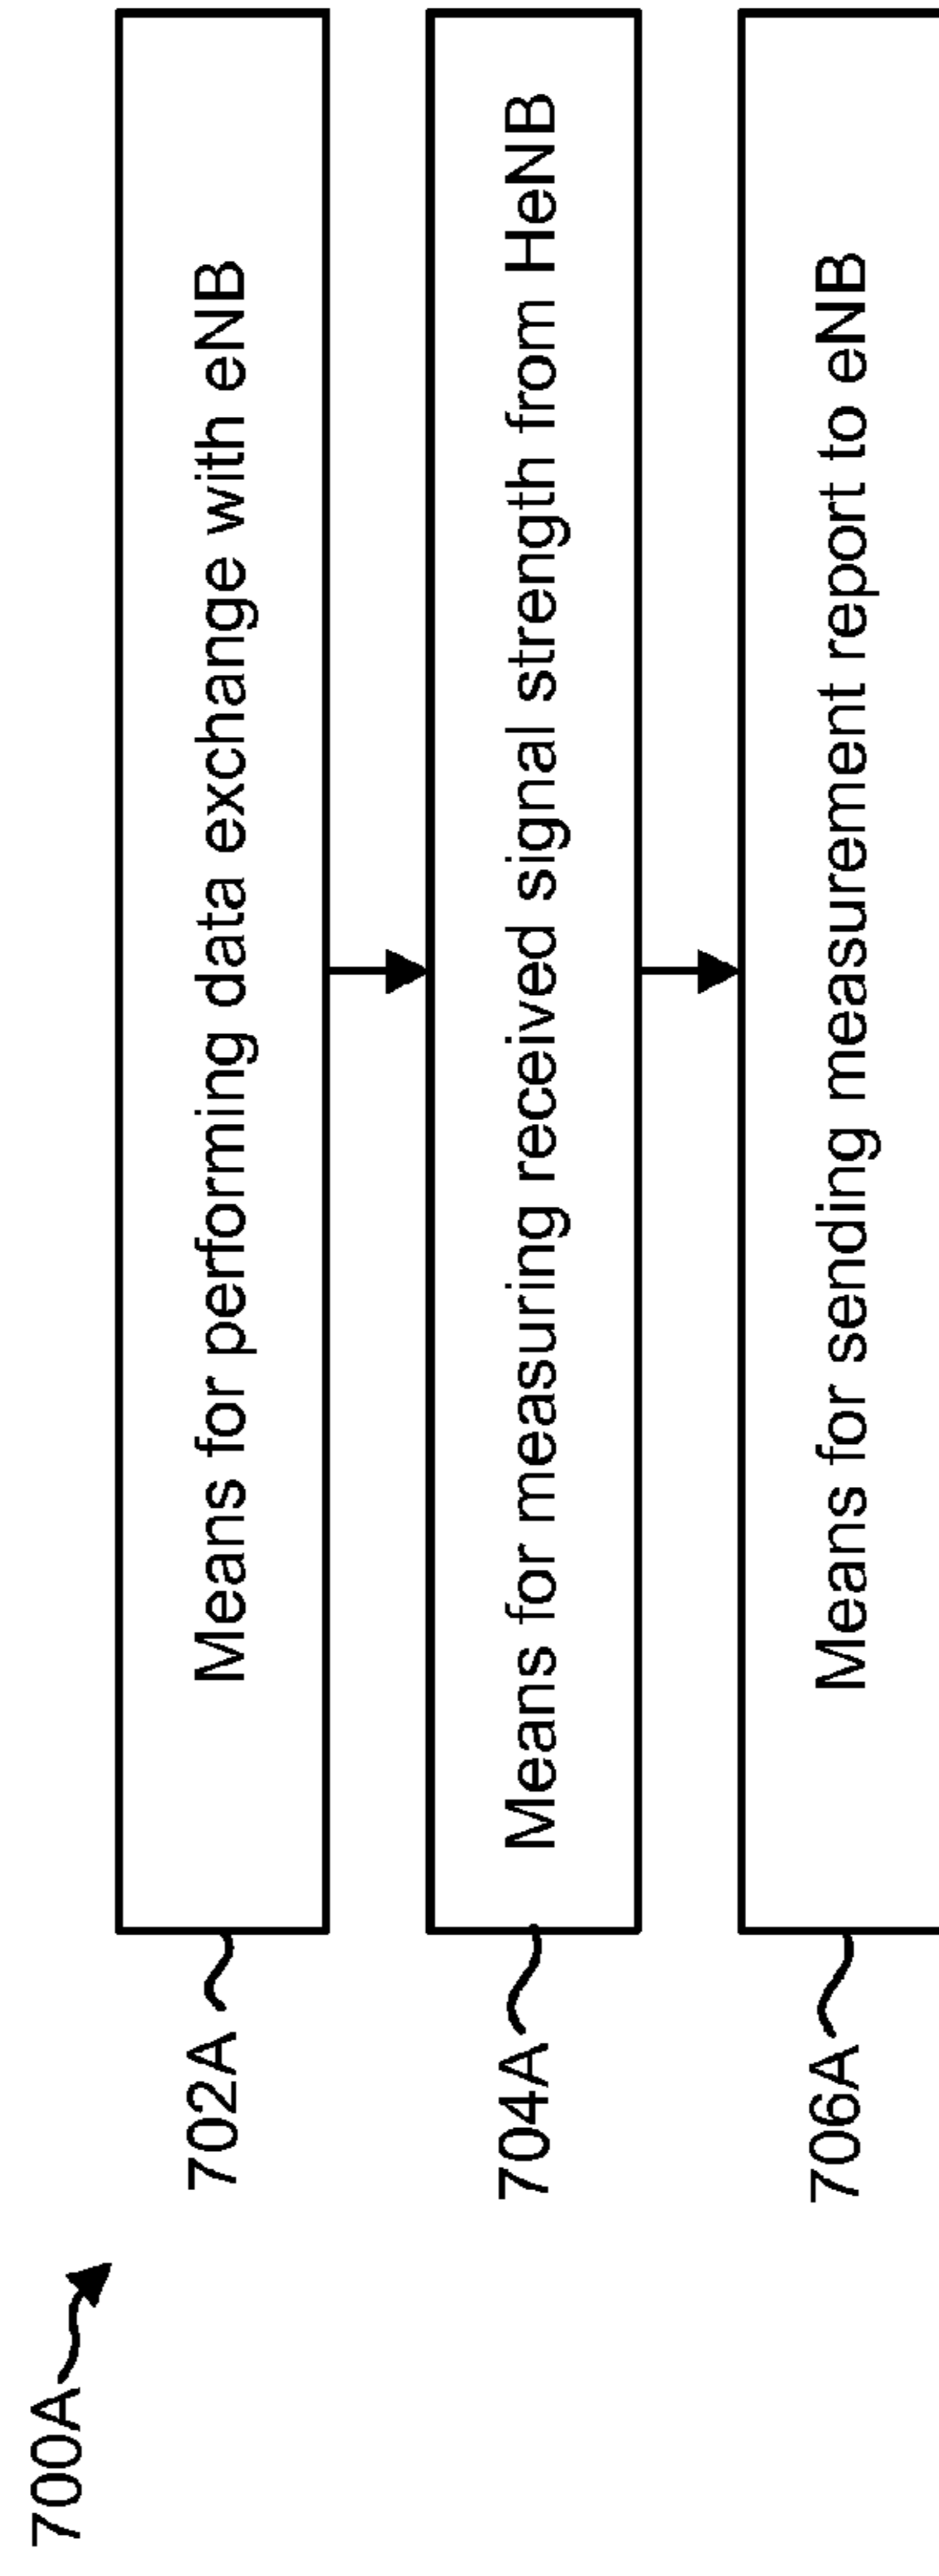 700A
702A
Means for performing data exchange with eNB
704A
Means for measuring received signal strength from HeNB
706A
Means for sending measurement report to eNB